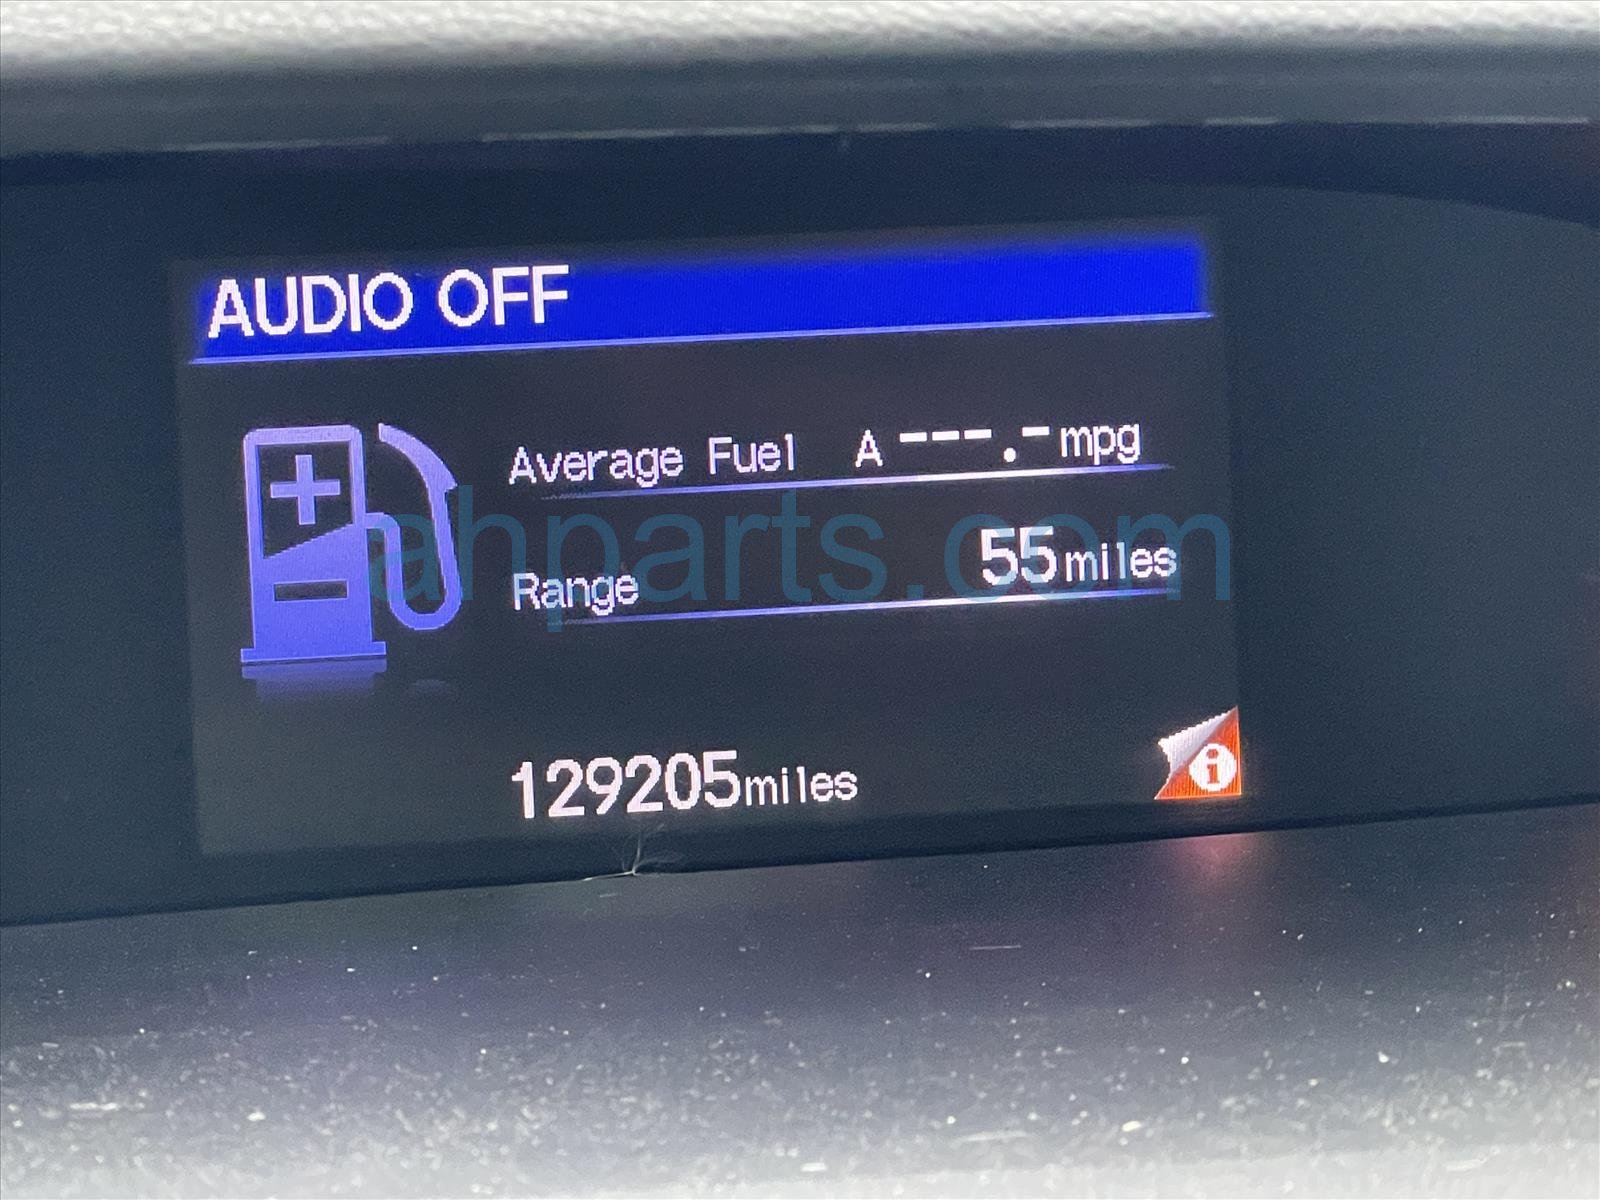 AUDIO OFF
Average Fuel A ---.- mpg
Range 55 miles
129205 miles
i
ahparts.com